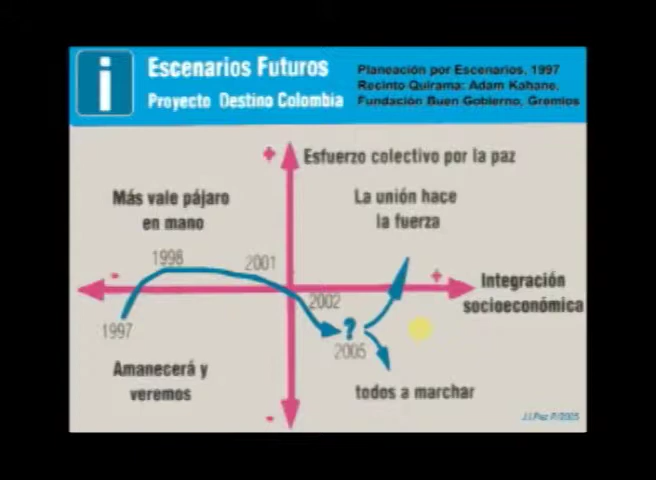 i
Escenarios Futuros
Proyecto Destino Colombia
Planeación por Escenarios, 1997
Recinto Quirama: Adam Kahane,
Fundación Buen Gobierno, Gremios
+
Esfuerzo colectivo por la paz
Más vale pájaro
en mano
La unión hace
la fuerza
1998
2001
-
+
Integración
socioeconómica
2002
1997
?
2005
Amanecerá y
veremos
todos a marchar
-
J.I.Paz P/2005